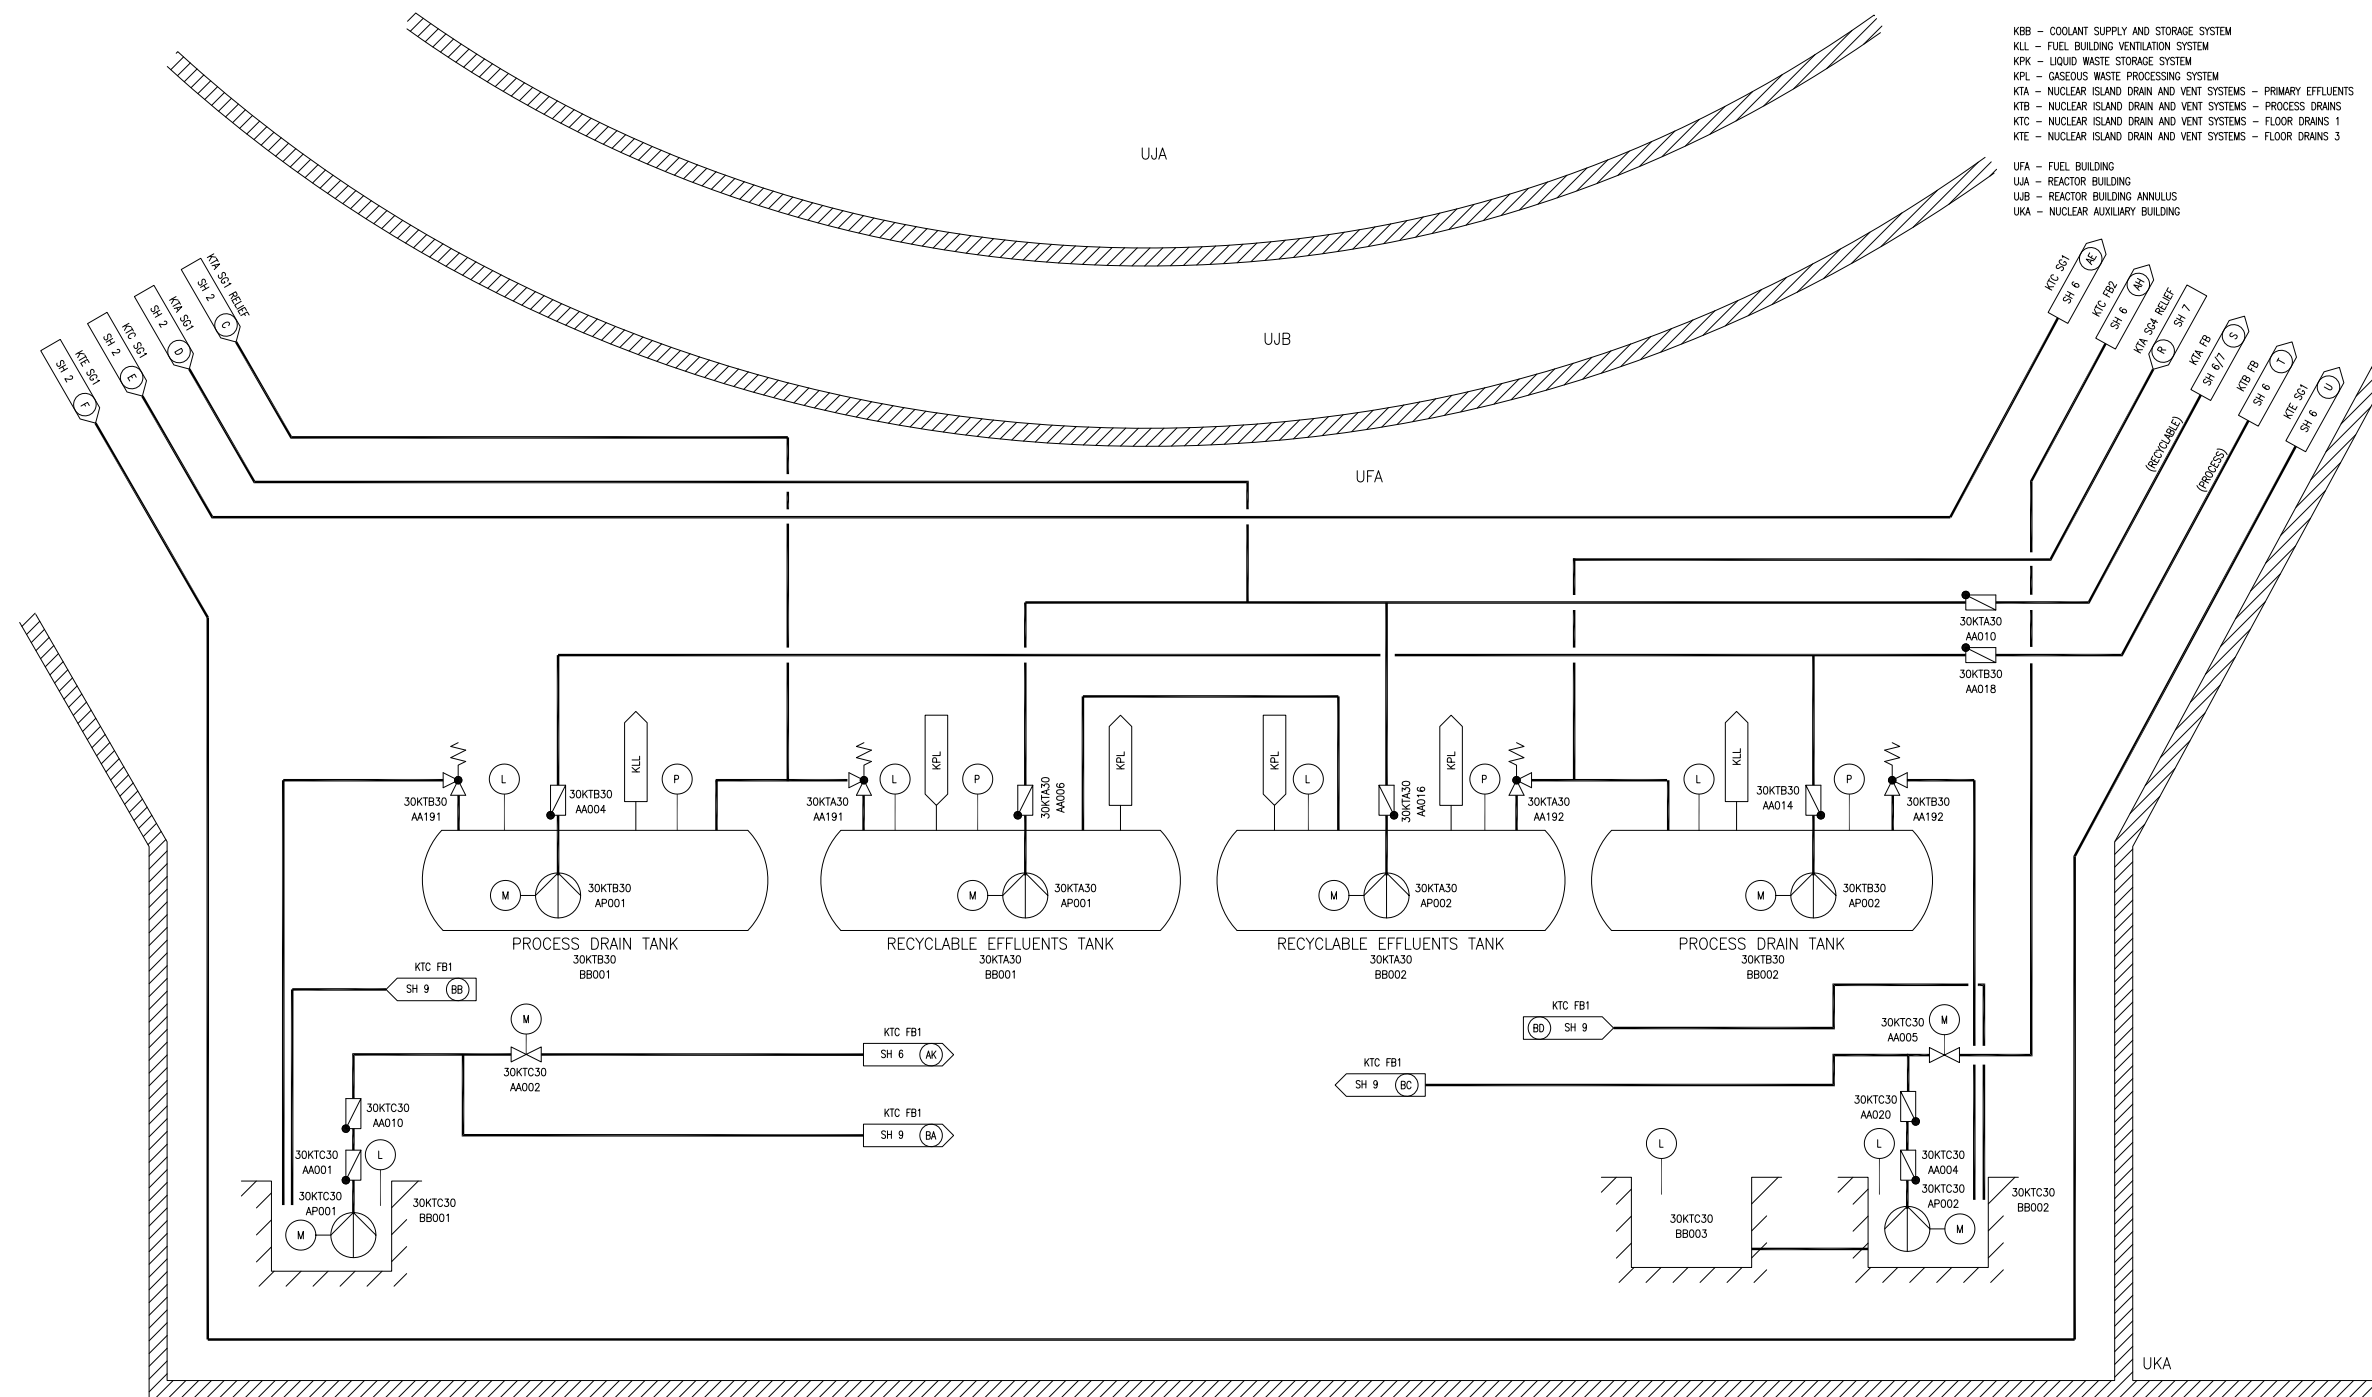 KBB – COOLANT SUPPLY AND STORAGE SYSTEM
KLL – FUEL BUILDING VENTILATION SYSTEM
KPK – LIQUID WASTE STORAGE SYSTEM
KPL – GASEOUS WASTE PROCESSING SYSTEM
KTA – NUCLEAR ISLAND DRAIN AND VENT SYSTEMS – PRIMARY EFFLUENTS
KTB – NUCLEAR ISLAND DRAIN AND VENT SYSTEMS – PROCESS DRAINS
KTC – NUCLEAR ISLAND DRAIN AND VENT SYSTEMS – FLOOR DRAINS 1
KTE – NUCLEAR ISLAND DRAIN AND VENT SYSTEMS – FLOOR DRAINS 3
UFA – FUEL BUILDING
UJA – REACTOR BUILDING
UJB – REACTOR BUILDING ANNULUS
UKA – NUCLEAR AUXILIARY BUILDING
UJA
UJB
UFA
KTE SG1
SH 2 F
KTC SG1
SH 2 E
KTA SG1
SH 2 D
KTA SG1 RELIEF
SH 2 C
KTC SG1
SH 6 AE
KTC FB2
SH 6 AH
KTA SG4 RELIEF
R SH 7
KTA FB
SH 6/7 S
(RECYCLABLE)
KTB FB
SH 6 T
(PROCESS)
KTE SG1
SH 6 U
30KTA30
AA010
30KTB30
AA018
30KTB30
AA191
L
30KTB30
AA004
KLL
P
30KTA30
AA191
L
KPL
P
30KTA30
AA006
KPL
KPL
L
30KTA30
AA016
KPL
P
30KTA30
AA192
L
KLL
30KTB30
AA014
P
30KTB30
AA192
M
30KTB30
AP001
M
30KTA30
AP001
M
30KTA30
AP002
M
30KTB30
AP002
PROCESS DRAIN TANK
30KTB30
BB001
RECYCLABLE EFFLUENTS TANK
30KTA30
BB001
RECYCLABLE EFFLUENTS TANK
30KTA30
BB002
PROCESS DRAIN TANK
30KTB30
BB002
KTC FB1
SH 9 BB
M
30KTC30
AA002
KTC FB1
SH 6 AK
KTC FB1
SH 9 BA
KTC FB1
BD SH 9
KTC FB1
SH 9 BC
30KTC30
AA005
M
30KTC30
AA010
30KTC30
AA001
L
30KTC30
AP001
M
30KTC30
BB001
30KTC30
AA020
L
L
30KTC30
AA004
30KTC30
AP002
M
30KTC30
BB002
30KTC30
BB003
UKA